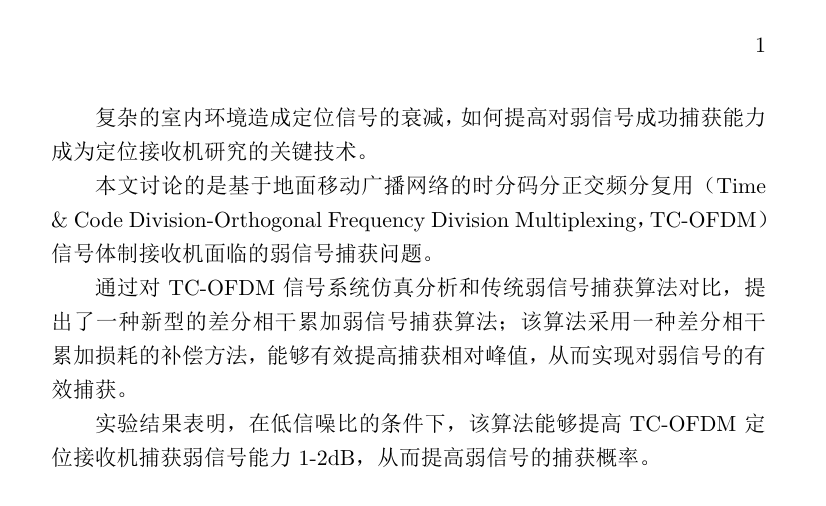 1
复杂的室内环境造成定位信号的衰减，如何提高对弱信号成功捕获能力
成为定位接收机研究的关键技术。
本文讨论的是基于地面移动广播网络的时分码分正交频分复用（Time
& Code Division-Orthogonal Frequency Division Multiplexing，TC-OFDM）
信号体制接收机面临的弱信号捕获问题。
通过对 TC-OFDM 信号系统仿真分析和传统弱信号捕获算法对比，提
出了一种新型的差分相干累加弱信号捕获算法；该算法采用一种差分相干
累加损耗的补偿方法，能够有效提高捕获相对峰值，从而实现对弱信号的有
效捕获。
实验结果表明，在低信噪比的条件下，该算法能够提高 TC-OFDM 定
位接收机捕获弱信号能力 1-2dB，从而提高弱信号的捕获概率。